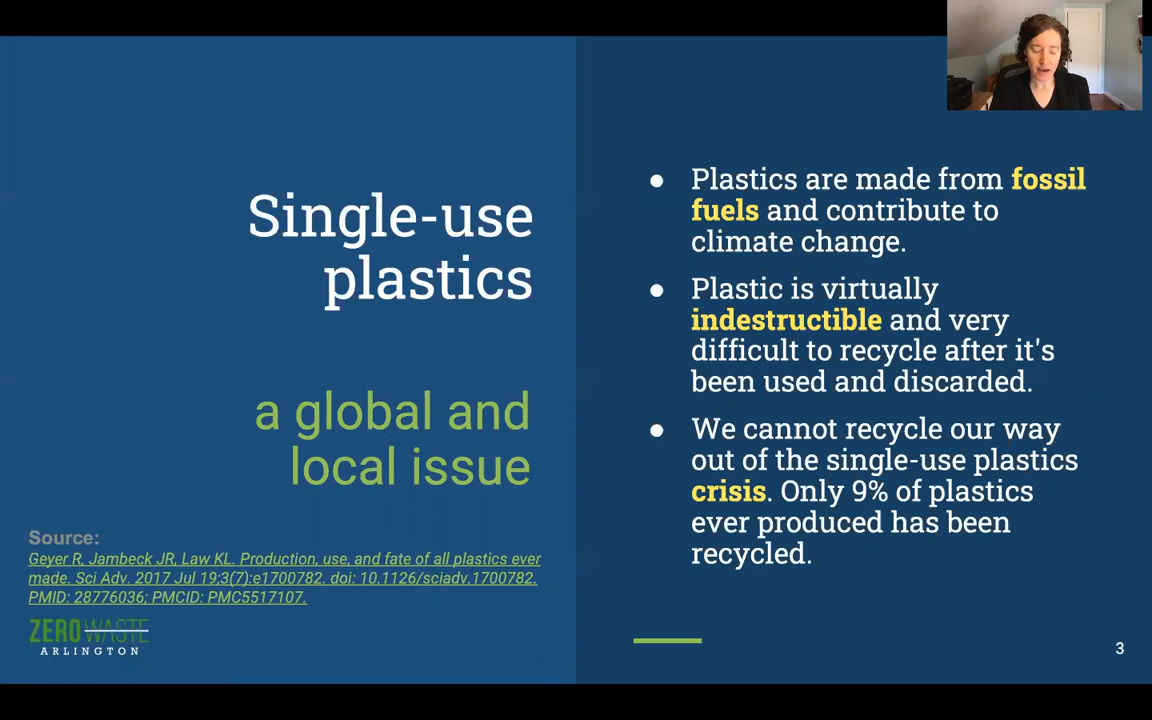 Single-use
plastics
a global and
local issue
Source:
Geyer R, Jambeck JR, Law KL. Production, use, and fate of all plastics ever
made. Sci Adv. 2017 Jul 19;3(7):e1700782. doi: 10.1126/sciadv.1700782.
PMID: 28776036; PMCID: PMC5517107.
ZERO WASTE
ARLINGTON
● Plastics are made from fossil
fuels and contribute to
climate change.
● Plastic is virtually
indestructible and very
difficult to recycle after it's
been used and discarded.
● We cannot recycle our way
out of the single-use plastics
crisis. Only 9% of plastics
ever produced has been
recycled.
3